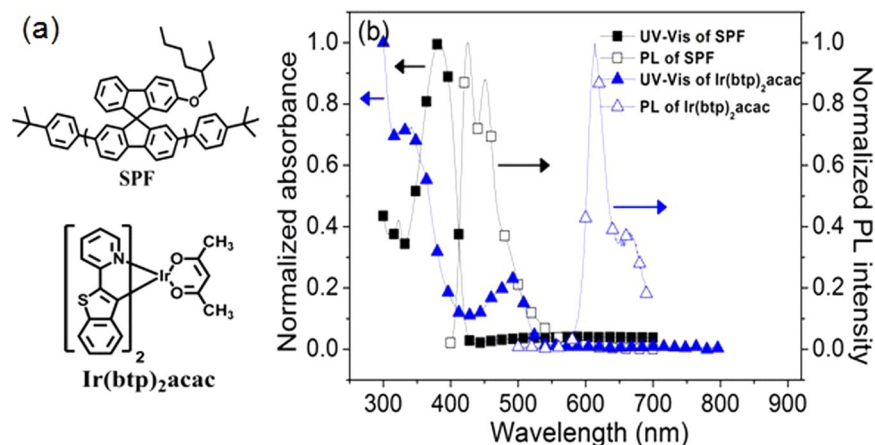 (a)
O
SPF
N
Ir
O
O
CH₃
CH₃
S
2
Ir(btp)₂acac
(b)
UV-Vis of SPF
PL of SPF
UV-Vis of Ir(btp)₂acac
PL of Ir(btp)₂acac
Normalized absorbance
1.0
0.8
0.6
0.4
0.2
0.0
1.0
0.8
0.6
0.4
0.2
0.0
Normalized PL intensity
300 400 500 600 700 800 900
Wavelength (nm)